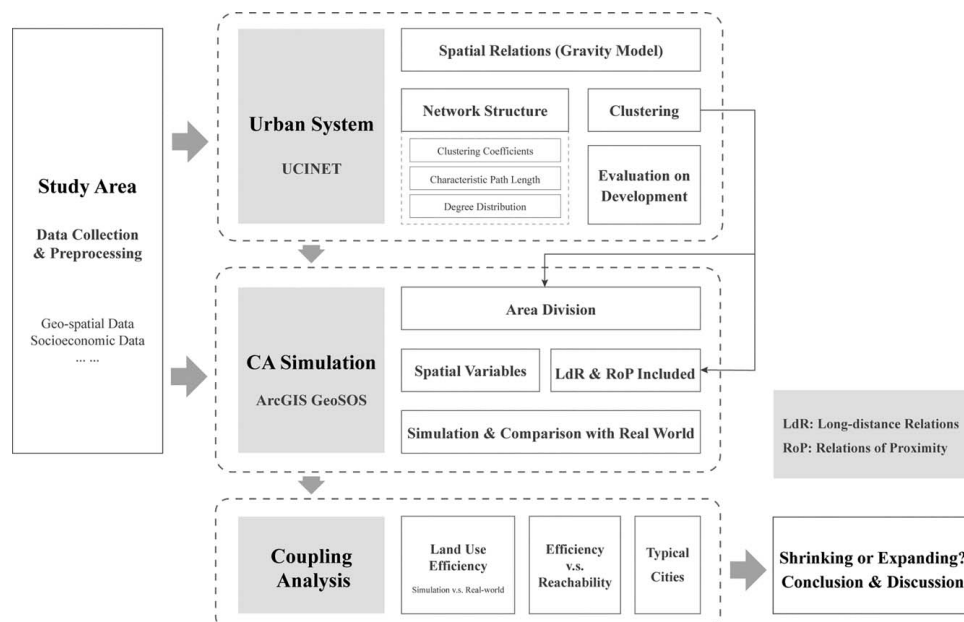 Study Area
Data Collection
& Preprocessing
Geo-spatial Data
Socioeconomic Data
... ...
Urban System
UCINET
Spatial Relations (Gravity Model)
Network Structure
Clustering Coefficients
Characteristic Path Length
Degree Distribution
Clustering
Evaluation on
Development
CA Simulation
ArcGIS GeoSOS
Area Division
Spatial Variables
LdR & RoP Included
Simulation & Comparison with Real World
LdR: Long-distance Relations
RoP: Relations of Proximity
Coupling
Analysis
Land Use
Efficiency
Simulation v.s. Real-world
Efficiency
v.s.
Reachability
Typical
Cities
Shrinking or Expanding?
Conclusion & Discussion